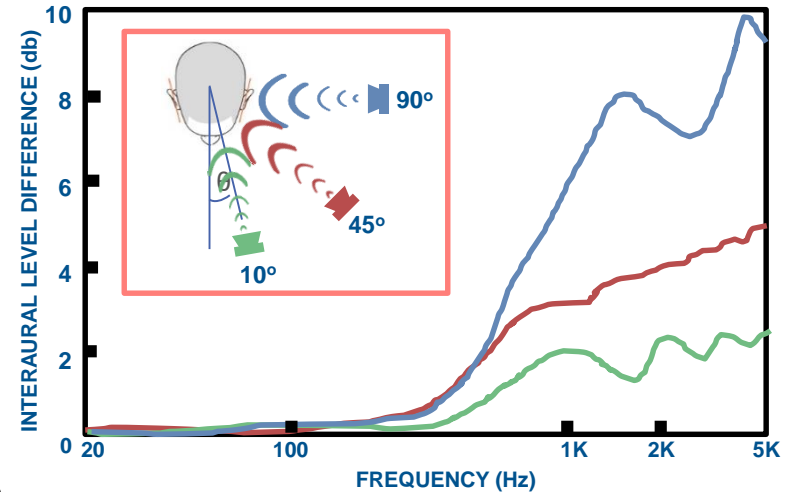 INTERAURAL LEVEL DIFFERENCE (db)
10
8
6
4
2
0
90º
45º
10º
θ
20
100
1K
2K
5K
FREQUENCY (Hz)